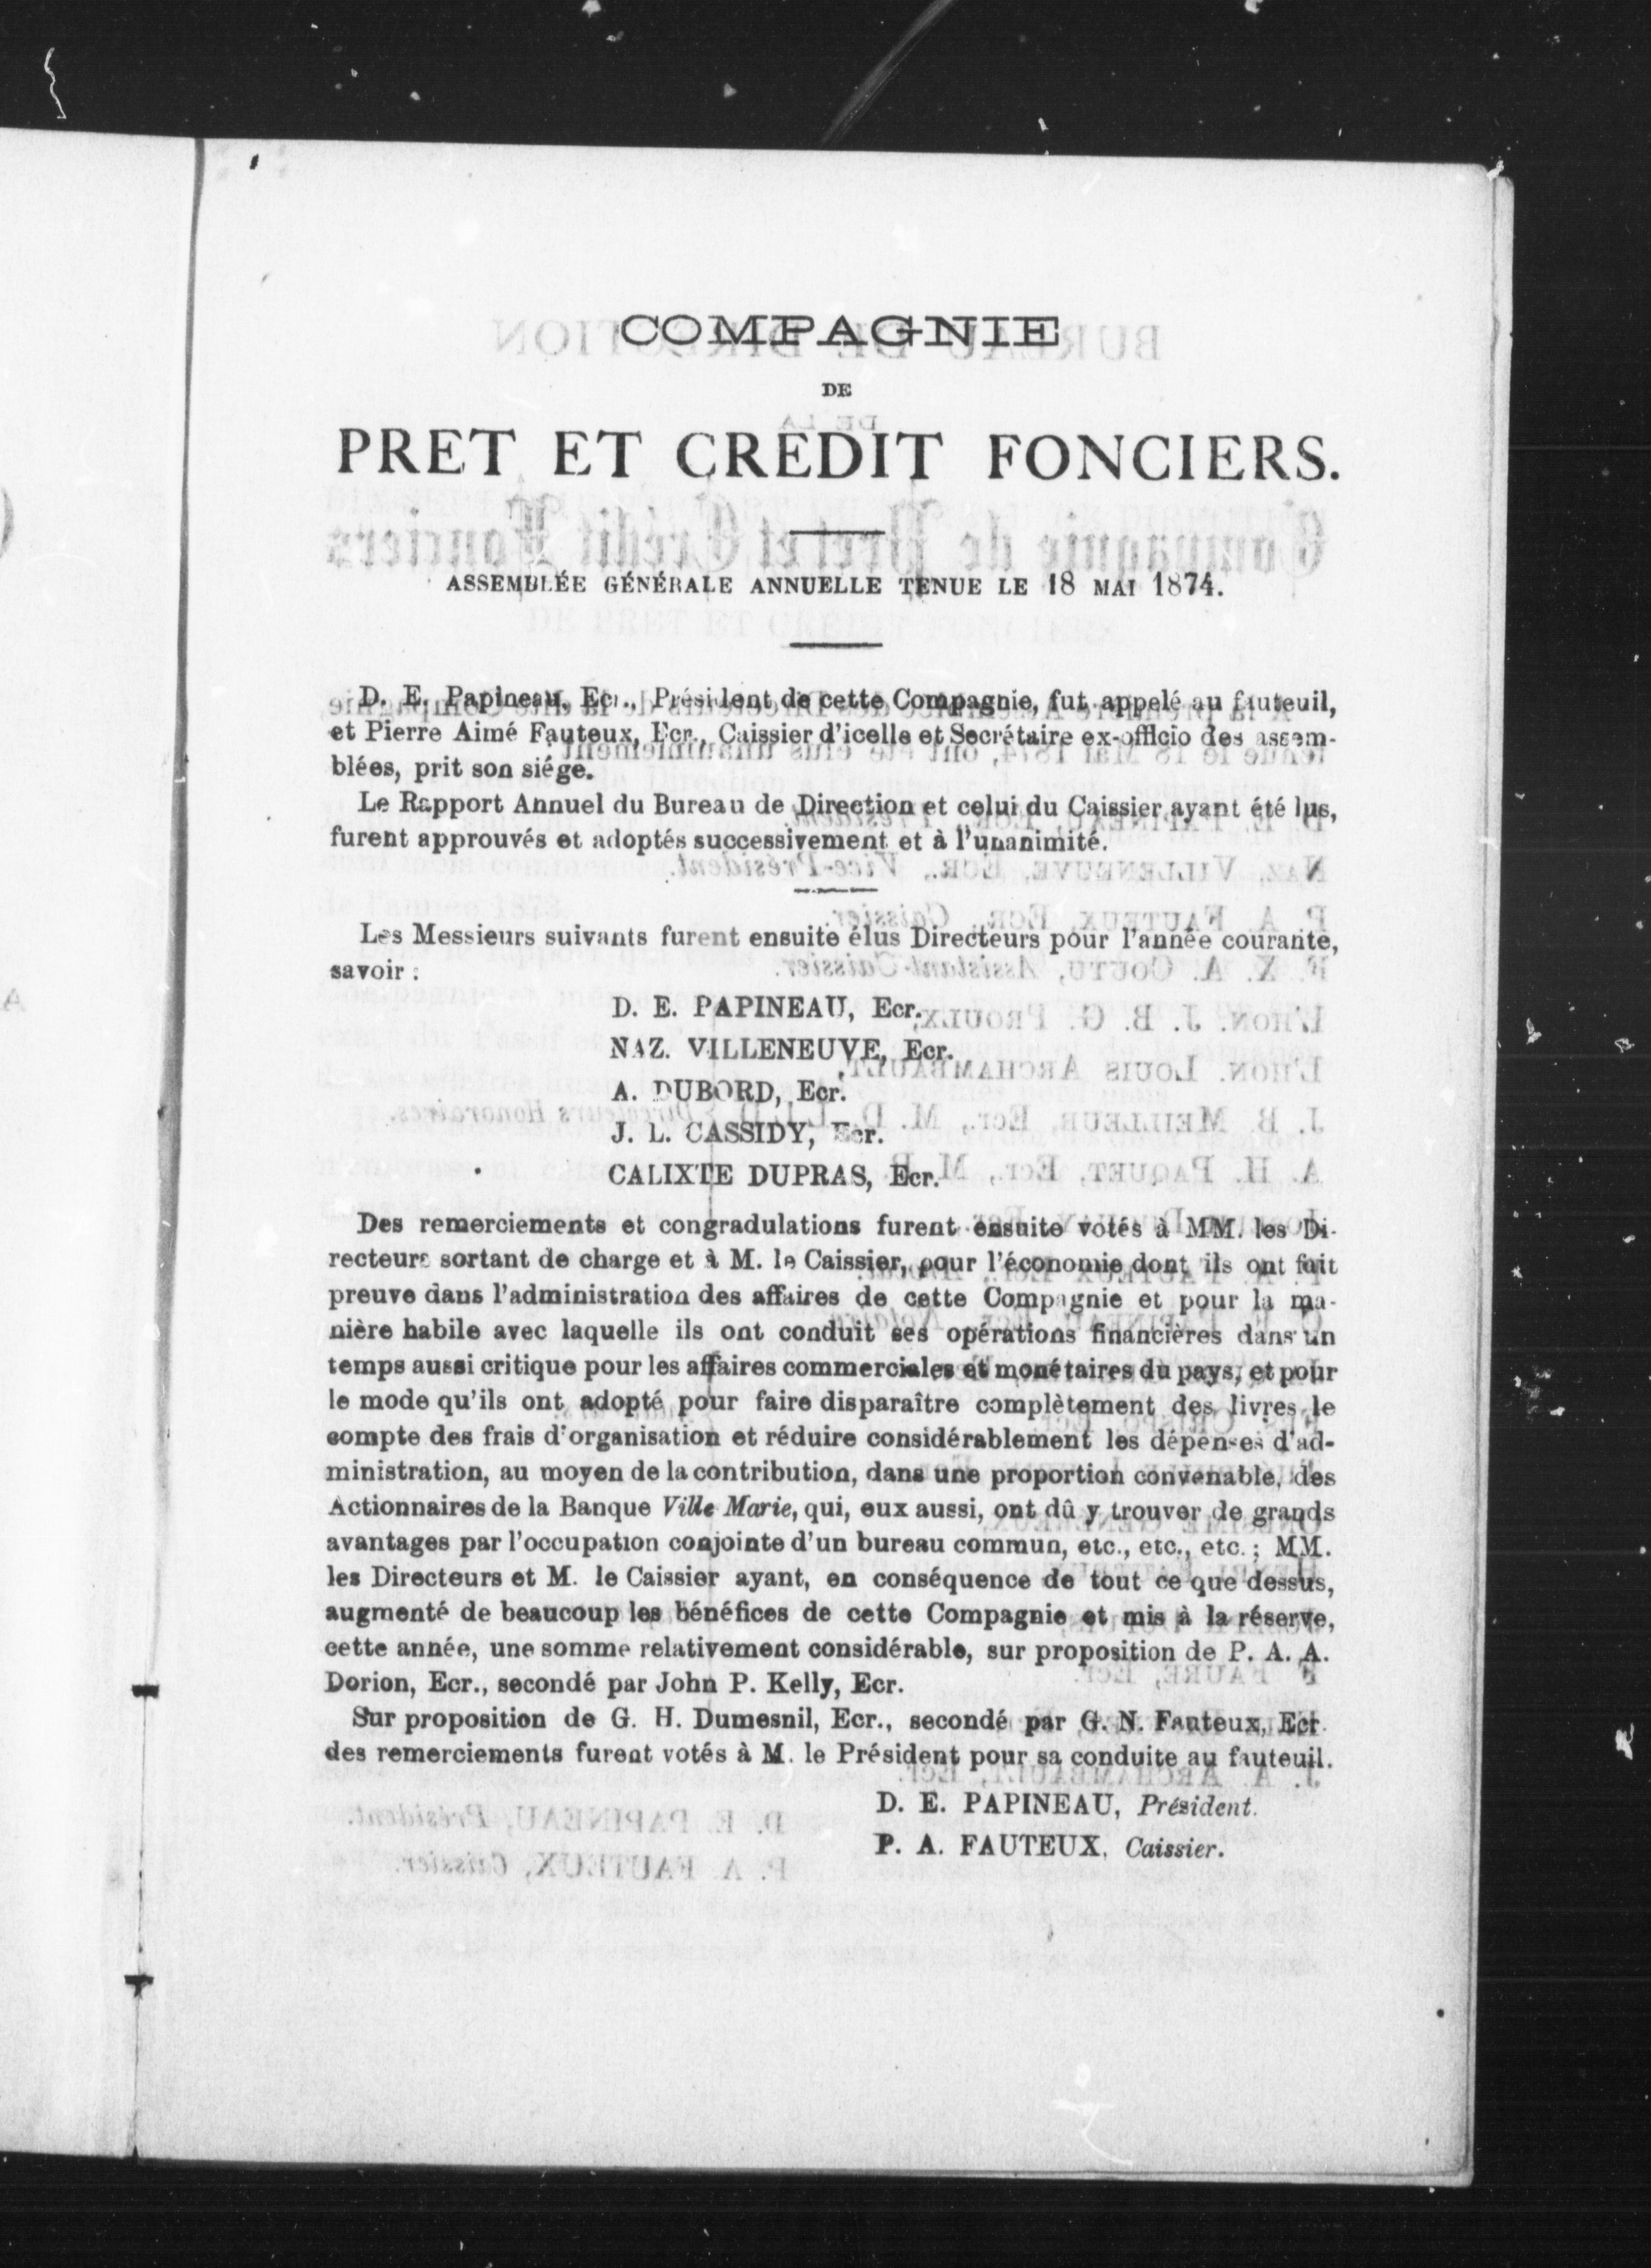 COMPAGNIE
DE
PRET ET CREDIT FONCIERS.
ASSEMBLÉE GÉNÉRALE ANNUELLE TENUE LE 18 MAI 1874.
D. E. Papineau, Ecr., Président de cette Compagnie, fut appelé au fauteuil,
et Pierre Aimé Fauteux, Ecr., Caissier d'icelle et Secrétaire ex-officio des assem-
blées, prit son siége.
Le Rapport Annuel du Bureau de Direction et celui du Caissier ayant été lus,
furent approuvés et adoptés successivement et à l'unanimité.
Les Messieurs suivants furent ensuite élus Directeurs pour l'année courante,
savoir :
D. E. PAPINEAU, Ecr.
NAZ. VILLENEUVE, Ecr.
A. DUBORD, Ecr.
J. L. CASSIDY, Ecr.
CALIXTE DUPRAS, Ecr.
Des remerciements et congradulations furent ensuite votés à MM. les Di-
recteurs sortant de charge et à M. le Caissier, pour l'économie dont ils ont fait
preuve dans l'administration des affaires de cette Compagnie et pour la ma-
nière habile avec laquelle ils ont conduit ses opérations financières dans un
temps aussi critique pour les affaires commerciales et monétaires du pays, et pour
le mode qu'ils ont adopté pour faire disparaître complètement des livres le
compte des frais d'organisation et réduire considérablement les dépenses d'ad-
ministration, au moyen de la contribution, dans une proportion convenable, des
Actionnaires de la Banque Ville Marie, qui, eux aussi, ont dû y trouver de grands
avantages par l'occupation conjointe d'un bureau commun, etc., etc., etc. ; MM.
les Directeurs et M. le Caissier ayant, en conséquence de tout ce que dessus,
augmenté de beaucoup les bénéfices de cette Compagnie et mis à la réserve,
cette année, une somme relativement considérable, sur proposition de P. A. A.
Dorion, Ecr., secondé par John P. Kelly, Ecr.
Sur proposition de G. H. Dumesnil, Ecr., secondé par G. N. Fauteux, Ecr.
des remerciements furent votés à M. le Président pour sa conduite au fauteuil.
D. E. PAPINEAU, Président.
P. A. FAUTEUX, Caissier.